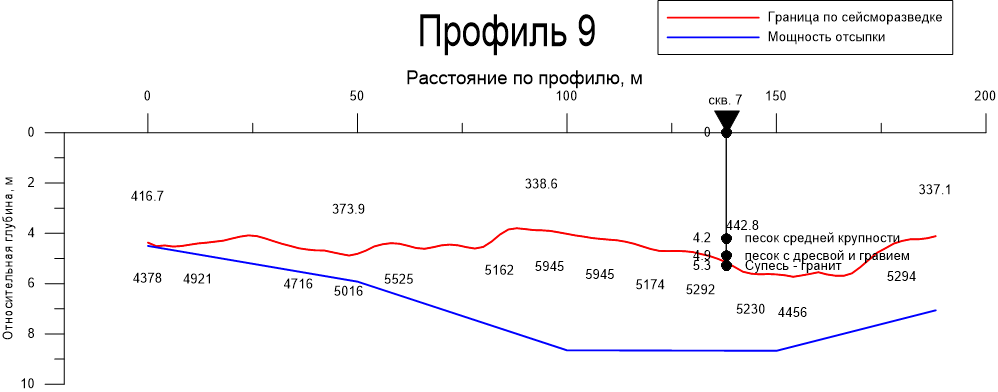 Профиль 9
Граница по сейсморазведке
Мощность отсыпки
Расстояние по профилю, м
0 50 100 150 200
скв. 7
Относительная глубина, м
0
2
4
6
8
10
0
416.7
373.9
338.6
337.1
442.8
4.2 песок средней крупности
4.9 песок с дресвой и гравием
5.3 Супесь - гранит
4378
4921
4716
5016
5525
5162
5945
5945
5174
5292
5230
4456
5294